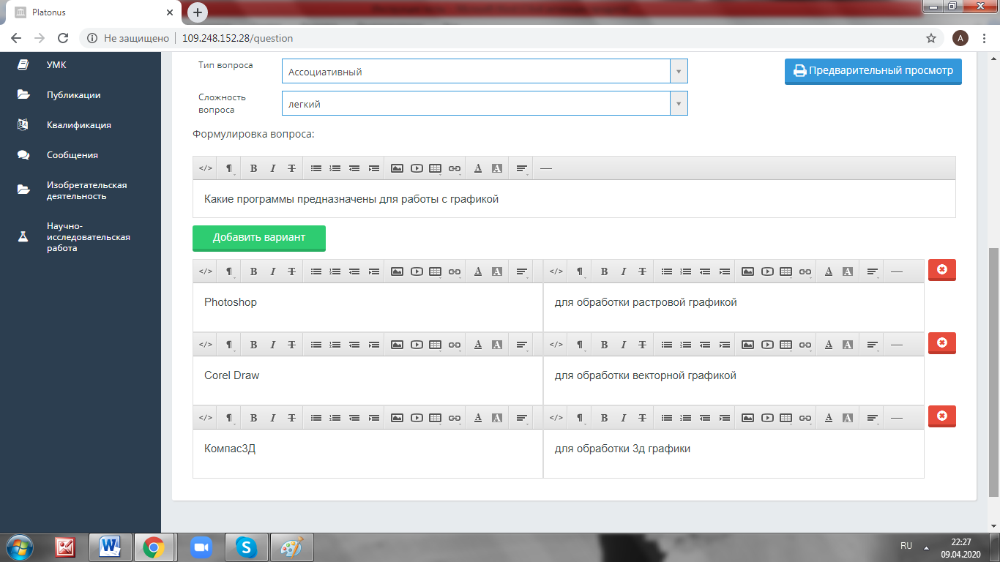 Platonus
Не защищено
109.248.152.28/question
A
УМК
Публикации
Квалификация
Сообщения
Изобретательская
деятельность
Научно-
исследовательская
работа
Тип вопроса
Ассоциативный
Предварительный просмотр
Сложность
вопроса
легкий
Формулировка вопроса:
Какие программы предназначены для работы с графикой
Добавить вариант
Photoshop
для обработки растровой графикой
Corel Draw
для обработки векторной графикой
Компас3Д
для обработки 3д графики
RU
22:27
09.04.2020